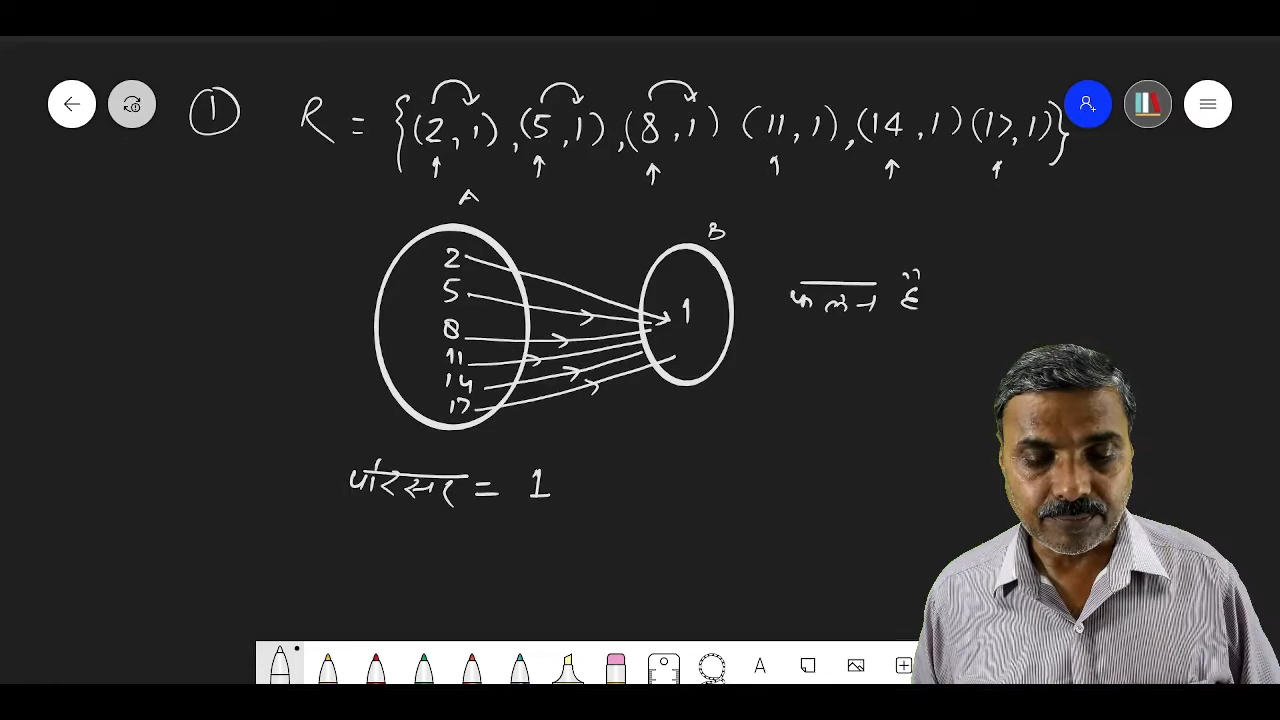 ① R = {(2, 1), (5, 1), (8, 1) (11, 1), (14, 1) (17, 1)}
A
B
2
5
8
11
14
17
1
फलन है
परिसर = 1